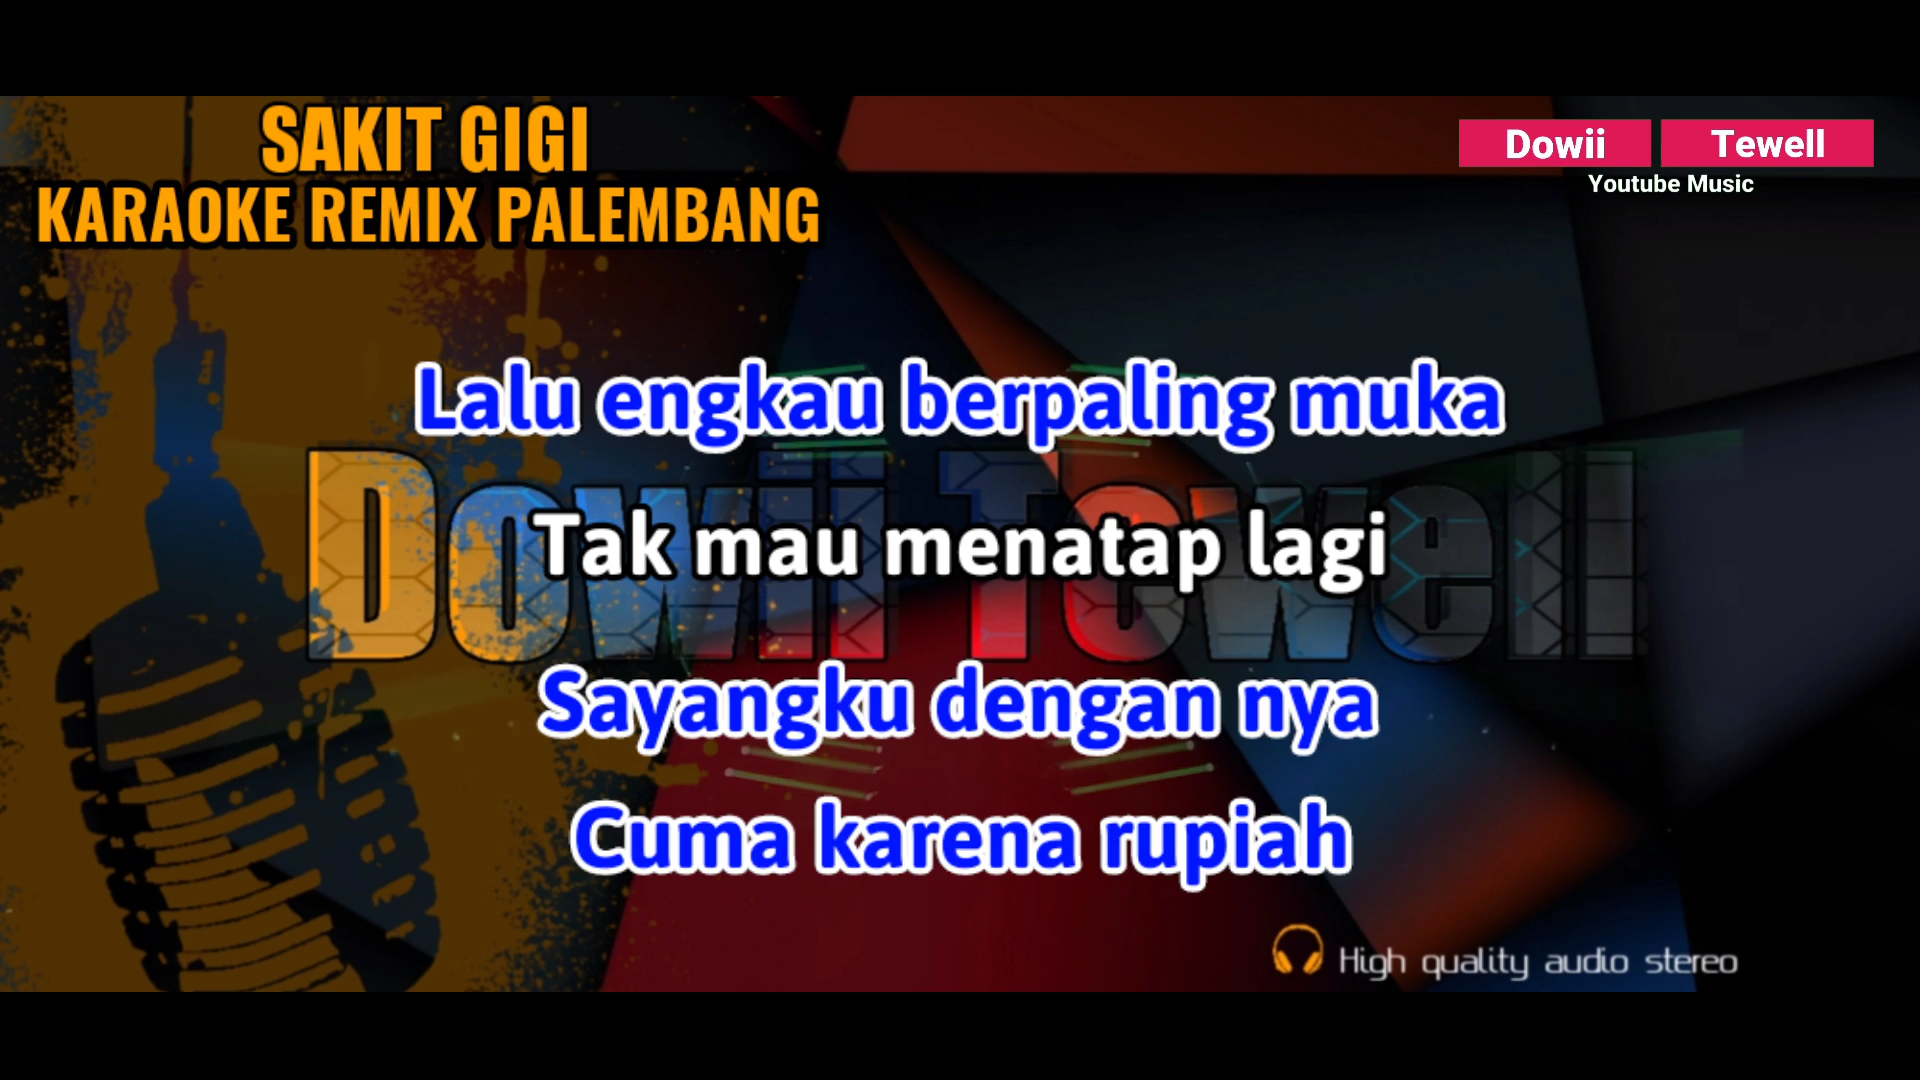 SAKIT GIGI
KARAOKE REMIX PALEMBANG
Dowii Tewell
Youtube Music
Lalu engkau berpaling muka
Dowii Tewell
Tak mau menatap lagi
Sayangku dengan nya
Cuma karena rupiah
High quality audio stereo